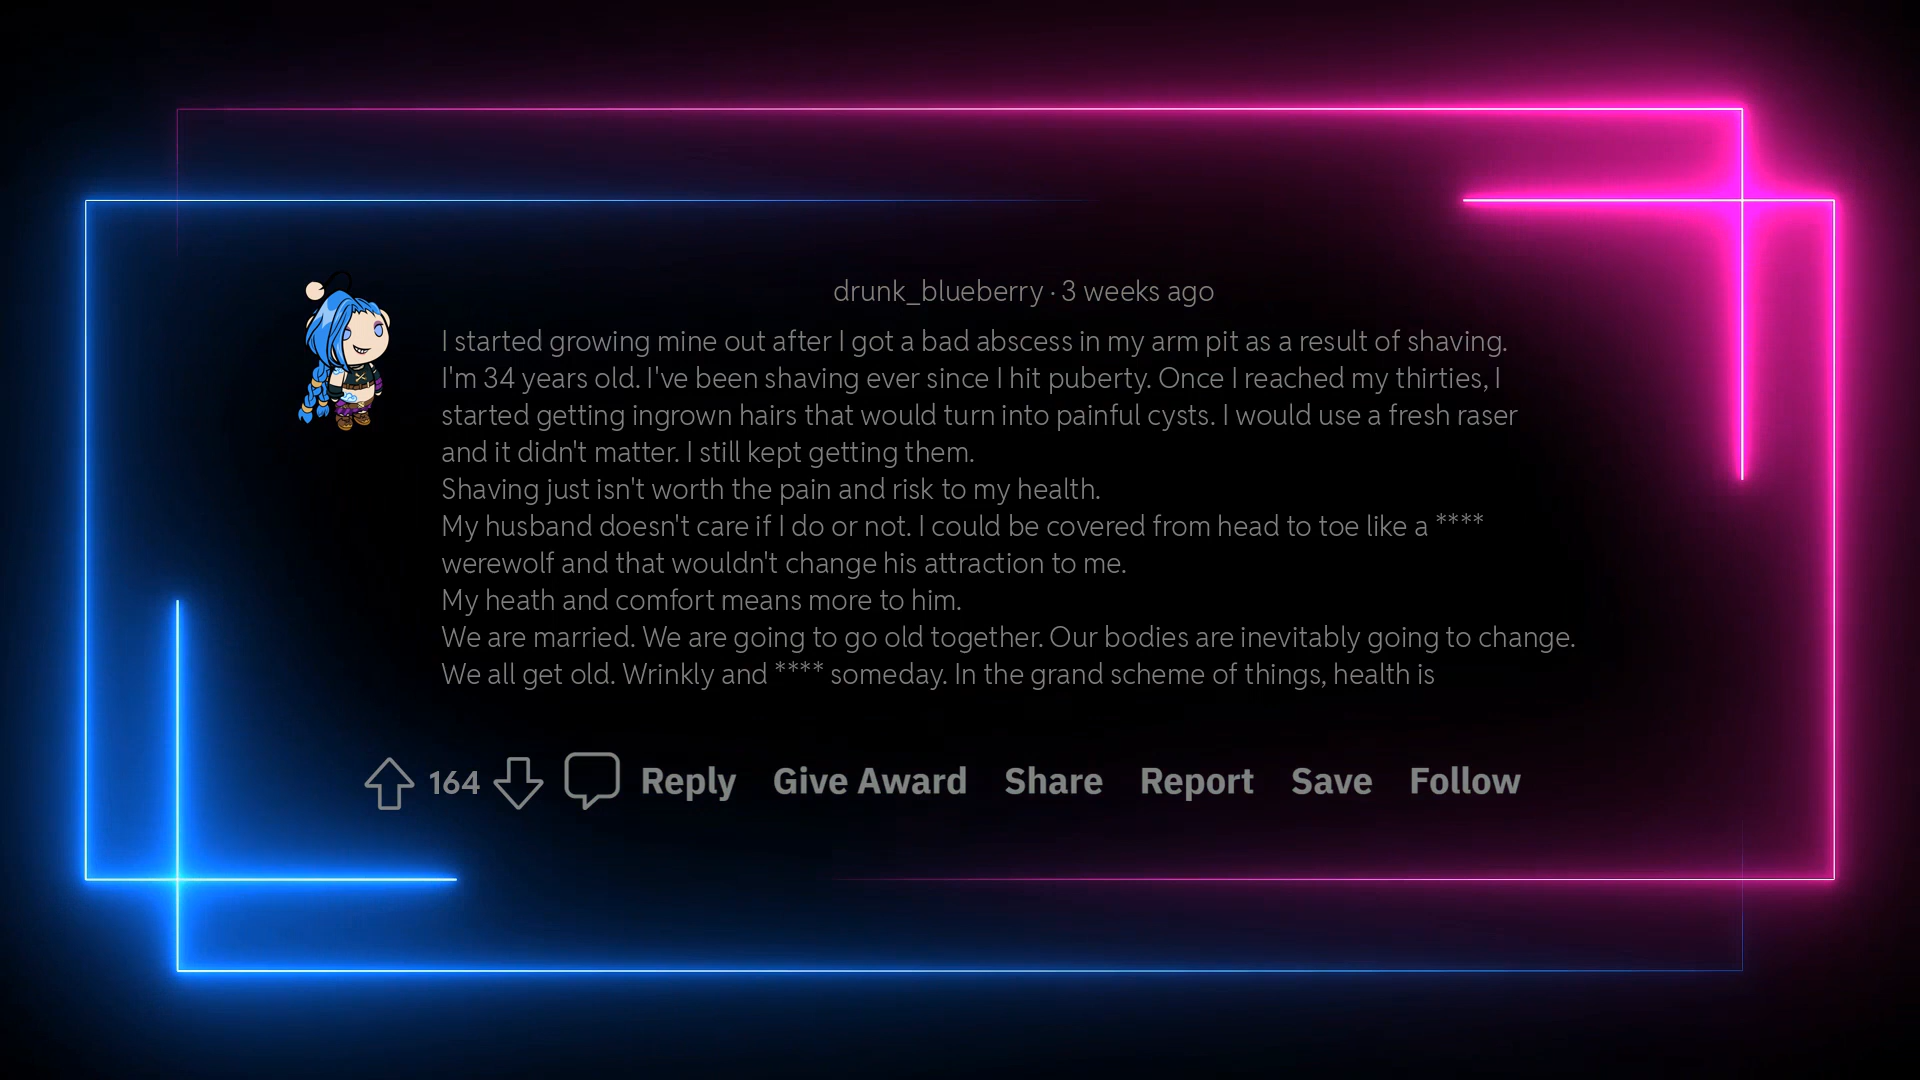 drunk_blueberry · 3 weeks ago
I started growing mine out after I got a bad abscess in my arm pit as a result of shaving.
I'm 34 years old. I've been shaving ever since I hit puberty. Once I reached my thirties, I
started getting ingrown hairs that would turn into painful cysts. I would use a fresh raser
and it didn't matter. I still kept getting them.
Shaving just isn't worth the pain and risk to my health.
My husband doesn't care if I do or not. I could be covered from head to toe like a ****
werewolf and that wouldn't change his attraction to me.
My heath and comfort means more to him.
We are married. We are going to go old together. Our bodies are inevitably going to change.
We all get old. Wrinkly and **** someday. In the grand scheme of things, health is
164 Reply Give Award Share Report Save Follow